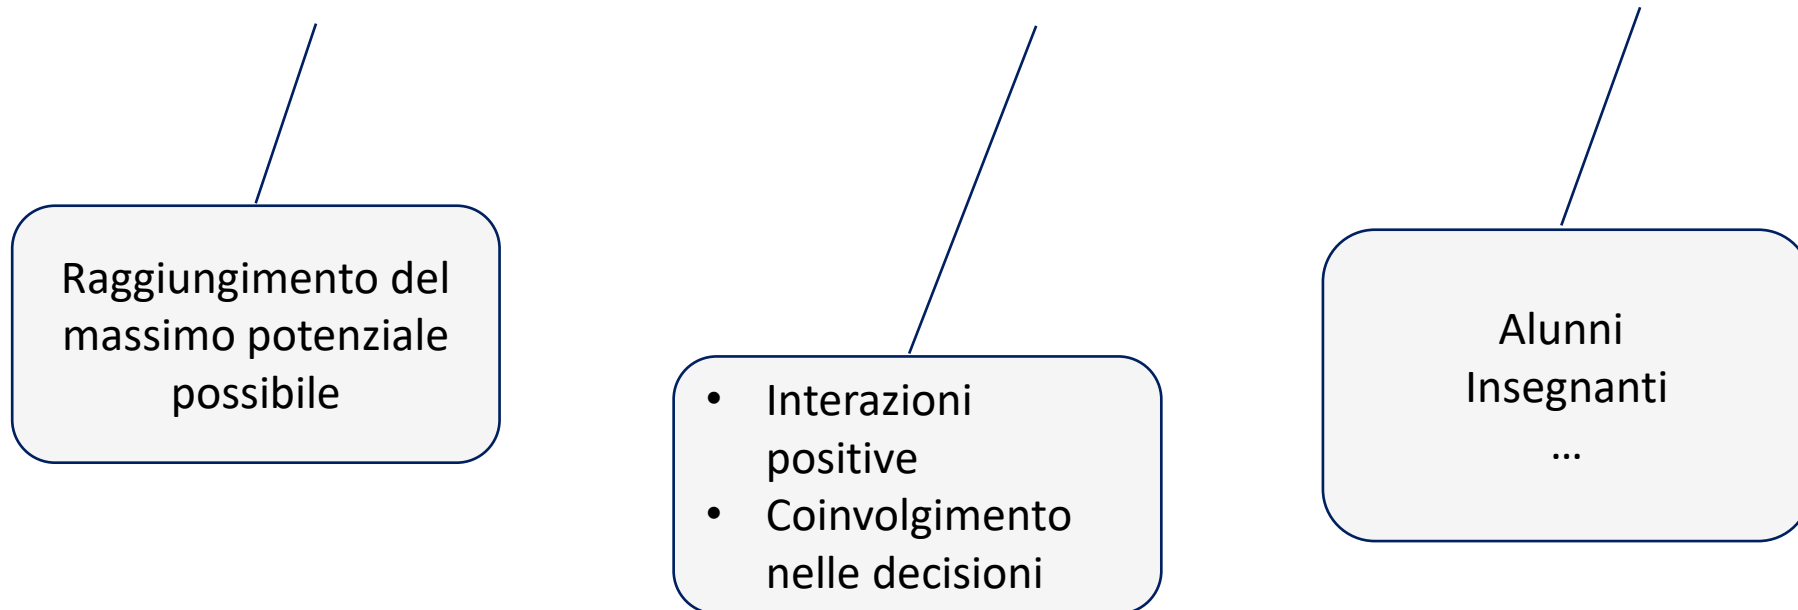 Raggiungimento del
massimo potenziale
possibile
• Interazioni
positive
• Coinvolgimento
nelle decisioni
Alunni
Insegnanti
...